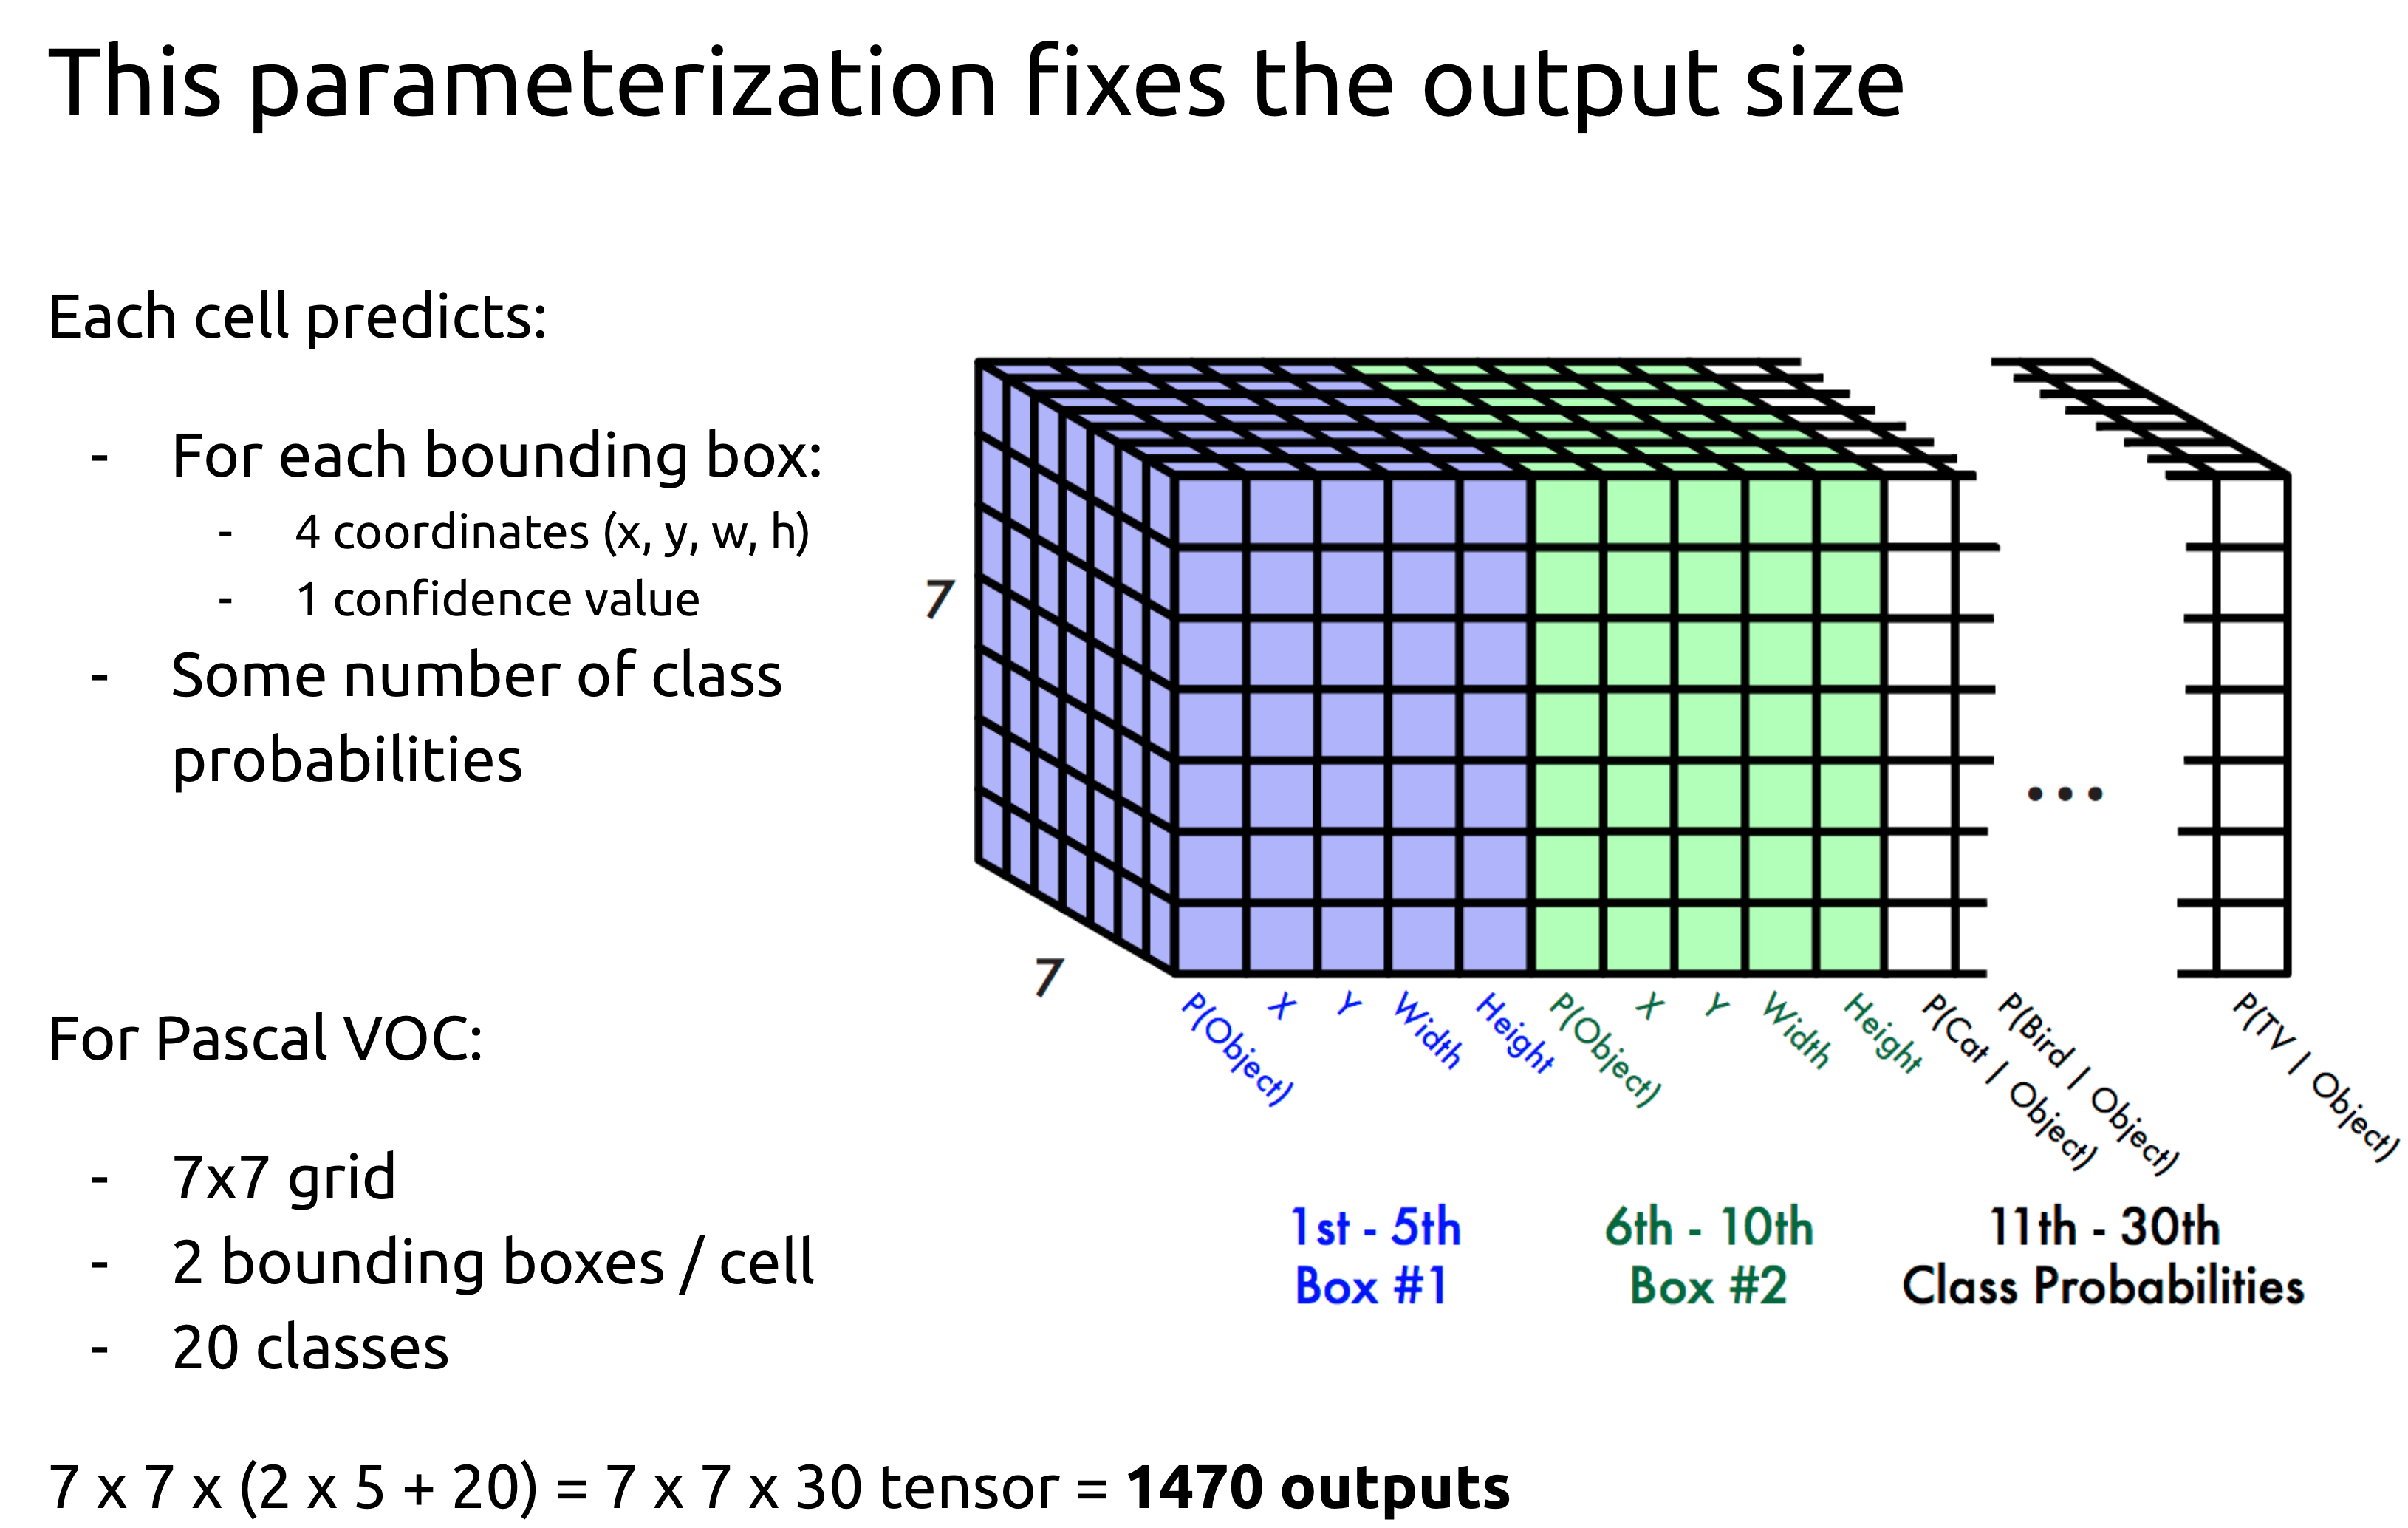 This parameterization fixes the output size
Each cell predicts:
- For each bounding box:
- 4 coordinates (x, y, w, h)
- 1 confidence value
- Some number of class
probabilities
For Pascal VOC:
- 7x7 grid
- 2 bounding boxes / cell
- 20 classes
7 x 7 x (2 x 5 + 20) = 7 x 7 x 30 tensor = 1470 outputs
7
7
P(Object)
X
Y
Width
Height
P(Object)
X
Y
Width
Height
P(Cat | Object)
P(Bird | Object)
...
P(TV | Object)
1st - 5th
Box #1
6th - 10th
Box #2
11th - 30th
Class Probabilities